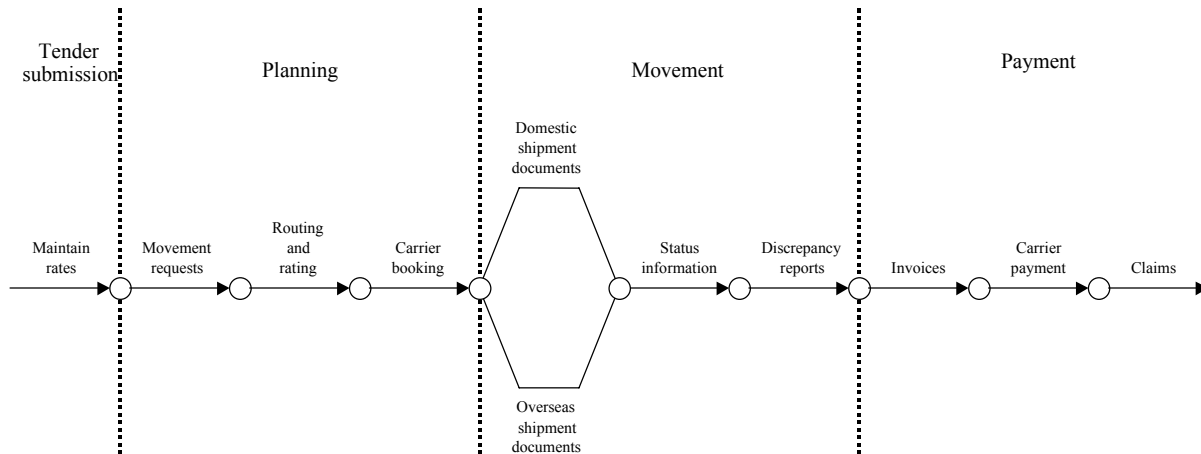 Tender
submission
Planning
Movement
Payment
Domestic
shipment
documents
Maintain
rates
Movement
requests
Routing
and
rating
Carrier
booking
Status
information
Discrepancy
reports
Invoices
Carrier
payment
Claims
Overseas
shipment
documents